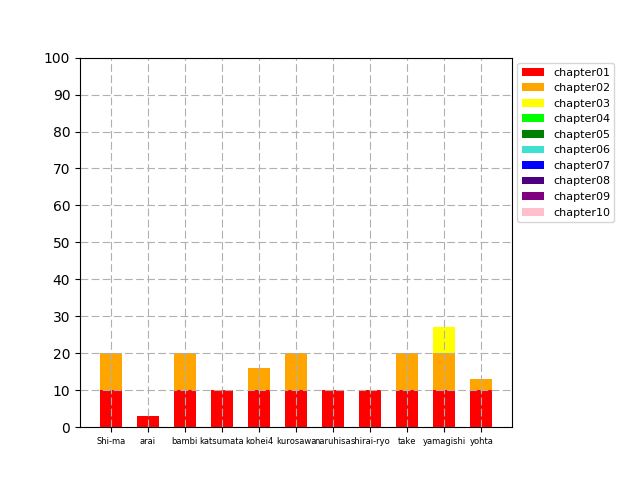 100
90
80
70
60
50
40
30
20
10
0
Shi-ma arai bambi katsumata kohei4 kurosawa naruhisa shirai-ryo take yamagishi yohta
chapter01
chapter02
chapter03
chapter04
chapter05
chapter06
chapter07
chapter08
chapter09
chapter10